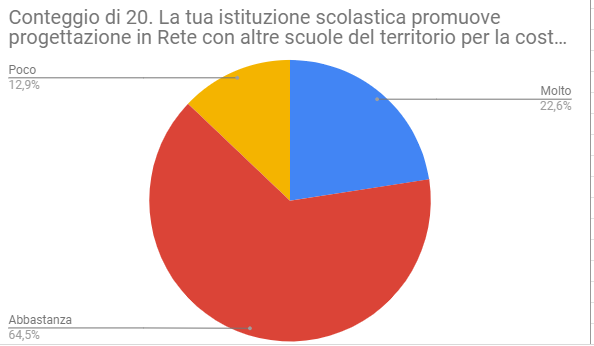 Conteggio di 20. La tua istituzione scolastica promuove
progettazione in Rete con altre scuole del territorio per la cost...
Poco
12,9%
Molto
22,6%
Abbastanza
64,5%